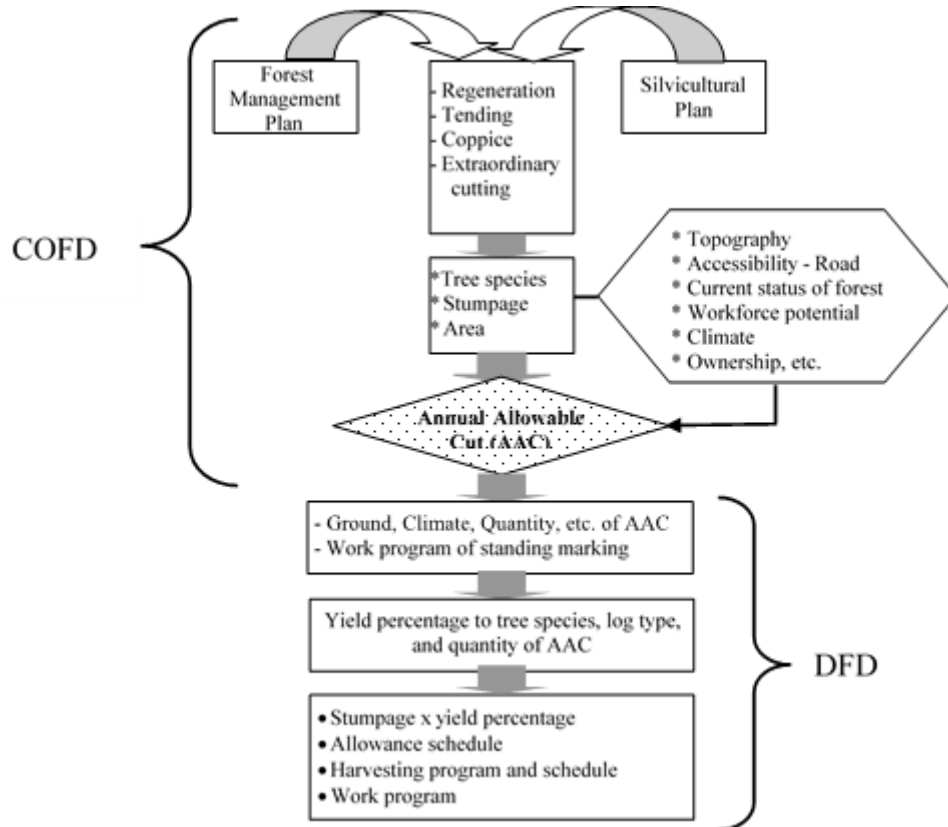 Forest
Management
Plan
- Regeneration
- Tending
- Coppice
- Extraordinary
cutting
Silvicultural
Plan
COFD
*Tree species
* Stumpage
* Area
* Topography
* Accessibility - Road
* Current status of forest
* Workforce potential
* Climate
* Ownership, etc.
Annual Allowable
Cut (AAC)
- Ground, Climate, Quantity, etc. of AAC
- Work program of standing marking
Yield percentage to tree species, log type,
and quantity of AAC
DFD
• Stumpage x yield percentage
• Allowance schedule
• Harvesting program and schedule
• Work program